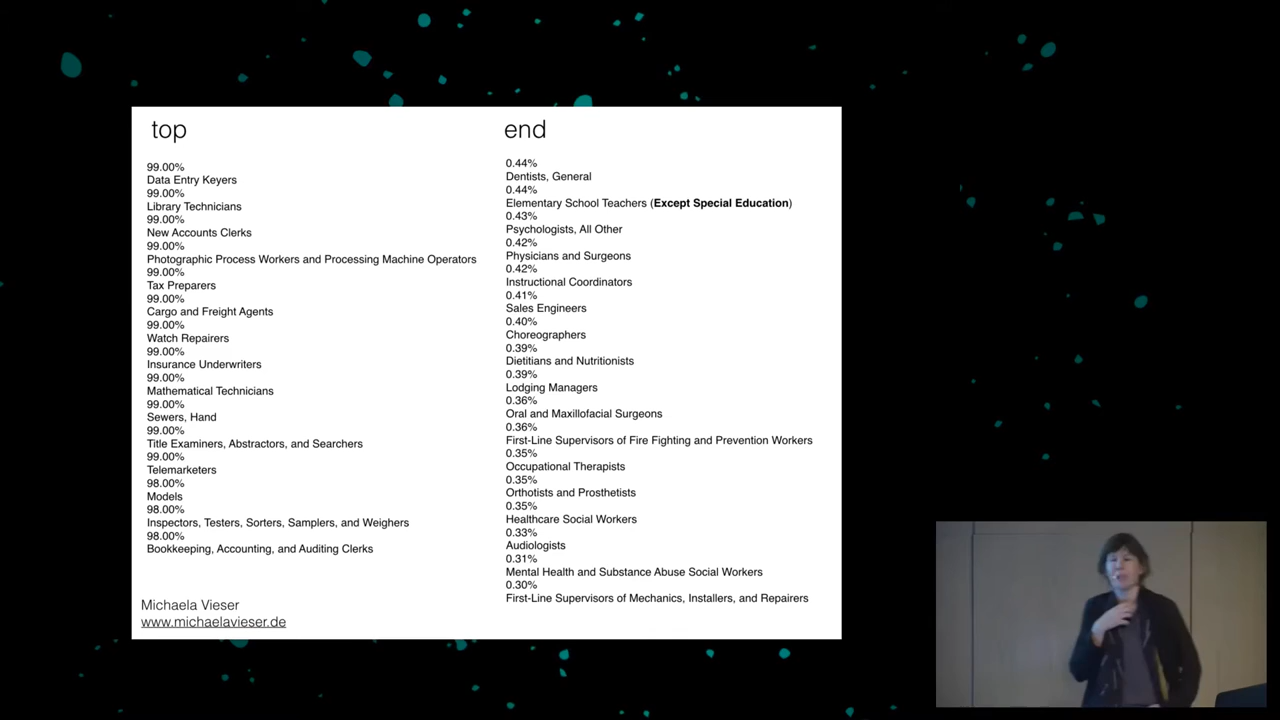 top
99.00%
Data Entry Keyers
99.00%
Library Technicians
99.00%
New Accounts Clerks
99.00%
Photographic Process Workers and Processing Machine Operators
99.00%
Tax Preparers
99.00%
Cargo and Freight Agents
99.00%
Watch Repairers
99.00%
Insurance Underwriters
99.00%
Mathematical Technicians
99.00%
Sewers, Hand
99.00%
Title Examiners, Abstractors, and Searchers
99.00%
Telemarketers
98.00%
Models
98.00%
Inspectors, Testers, Sorters, Samplers, and Weighers
98.00%
Bookkeeping, Accounting, and Auditing Clerks
end
0.44%
Dentists, General
0.44%
Elementary School Teachers (Except Special Education)
0.43%
Psychologists, All Other
0.42%
Physicians and Surgeons
0.42%
Instructional Coordinators
0.41%
Sales Engineers
0.40%
Choreographers
0.39%
Dietitians and Nutritionists
0.39%
Lodging Managers
0.36%
Oral and Maxillofacial Surgeons
0.36%
First-Line Supervisors of Fire Fighting and Prevention Workers
0.35%
Occupational Therapists
0.35%
Orthotists and Prosthetists
0.35%
Healthcare Social Workers
0.33%
Audiologists
0.31%
Mental Health and Substance Abuse Social Workers
0.30%
First-Line Supervisors of Mechanics, Installers, and Repairers
Michaela Vieser
www.michaelavieser.de